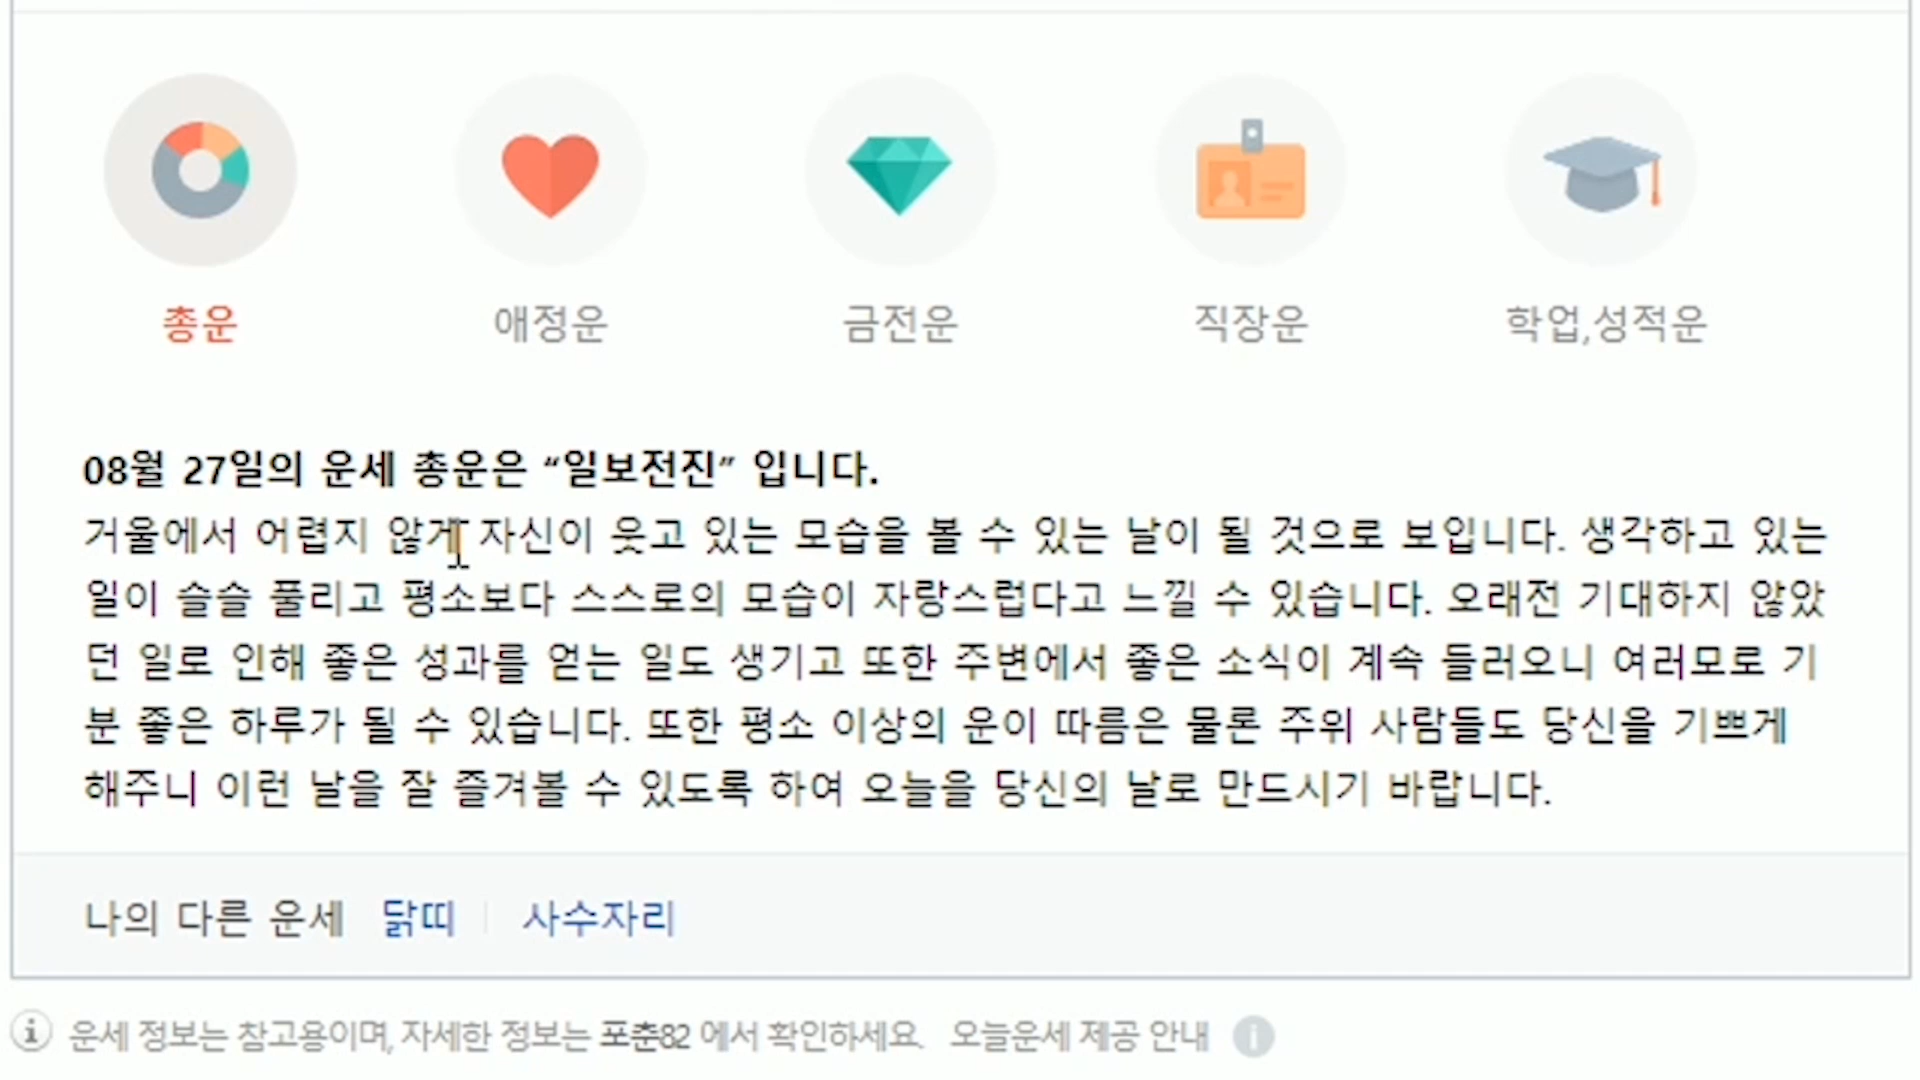 총운 애정운 금전운 직장운 학업,성적운
08월 27일의 운세 총운은 “일보전진” 입니다.
거울에서 어렵지 않게 자신이 웃고 있는 모습을 볼 수 있는 날이 될 것으로 보입니다. 생각하고 있는
일이 슬슬 풀리고 평소보다 스스로의 모습이 자랑스럽다고 느낄 수 있습니다. 오래전 기대하지 않았
던 일로 인해 좋은 성과를 얻는 일도 생기고 또한 주변에서 좋은 소식이 계속 들러오니 여러모로 기
분 좋은 하루가 될 수 있습니다. 또한 평소 이상의 운이 따름은 물론 주위 사람들도 당신을 기쁘게
해주니 이런 날을 잘 즐겨볼 수 있도록 하여 오늘을 당신의 날로 만드시기 바랍니다.
나의 다른 운세 닭띠 사수자리
운세 정보는 참고용이며, 자세한 정보는 포춘82 에서 확인하세요. 오늘운세 제공 안내